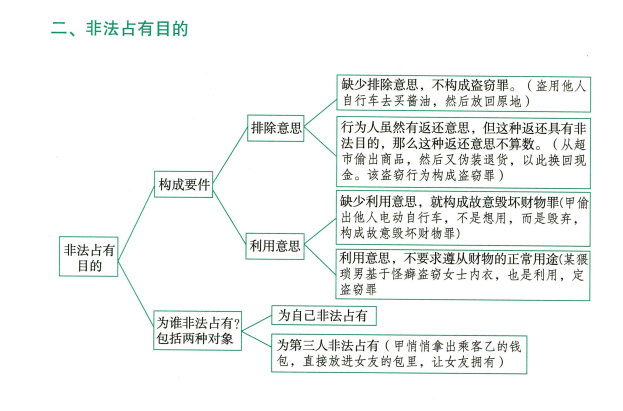 二、非法占有目的
缺少排除意思，不构成盗窃罪。（盗用他人
自行车去买酱油，然后放回原地）
排除意思
行为人虽然有返还意思，但这种返还具有非
法目的，那么这种返还意思不算数。（从超
市偷出商品，然后又伪装退货，以此换回现
金。该盗窃行为构成盗窃罪）
构成要件
缺少利用意思，就构成故意毁坏财物罪(甲偷
出他人电动自行车，不是想用，而是毁弃，
构成故意毁坏财物罪)
利用意思
利用意思，不要求遵从财物的正常用途(某猥
琐男基于怪癖盗窃女士内衣，也是利用，定
盗窃罪
非法占有
目的
为谁非法占有?
包括两种对象
为自己非法占有
为第三人非法占有（甲悄悄拿出乘客乙的钱
包，直接放进女友的包里，让女友拥有）